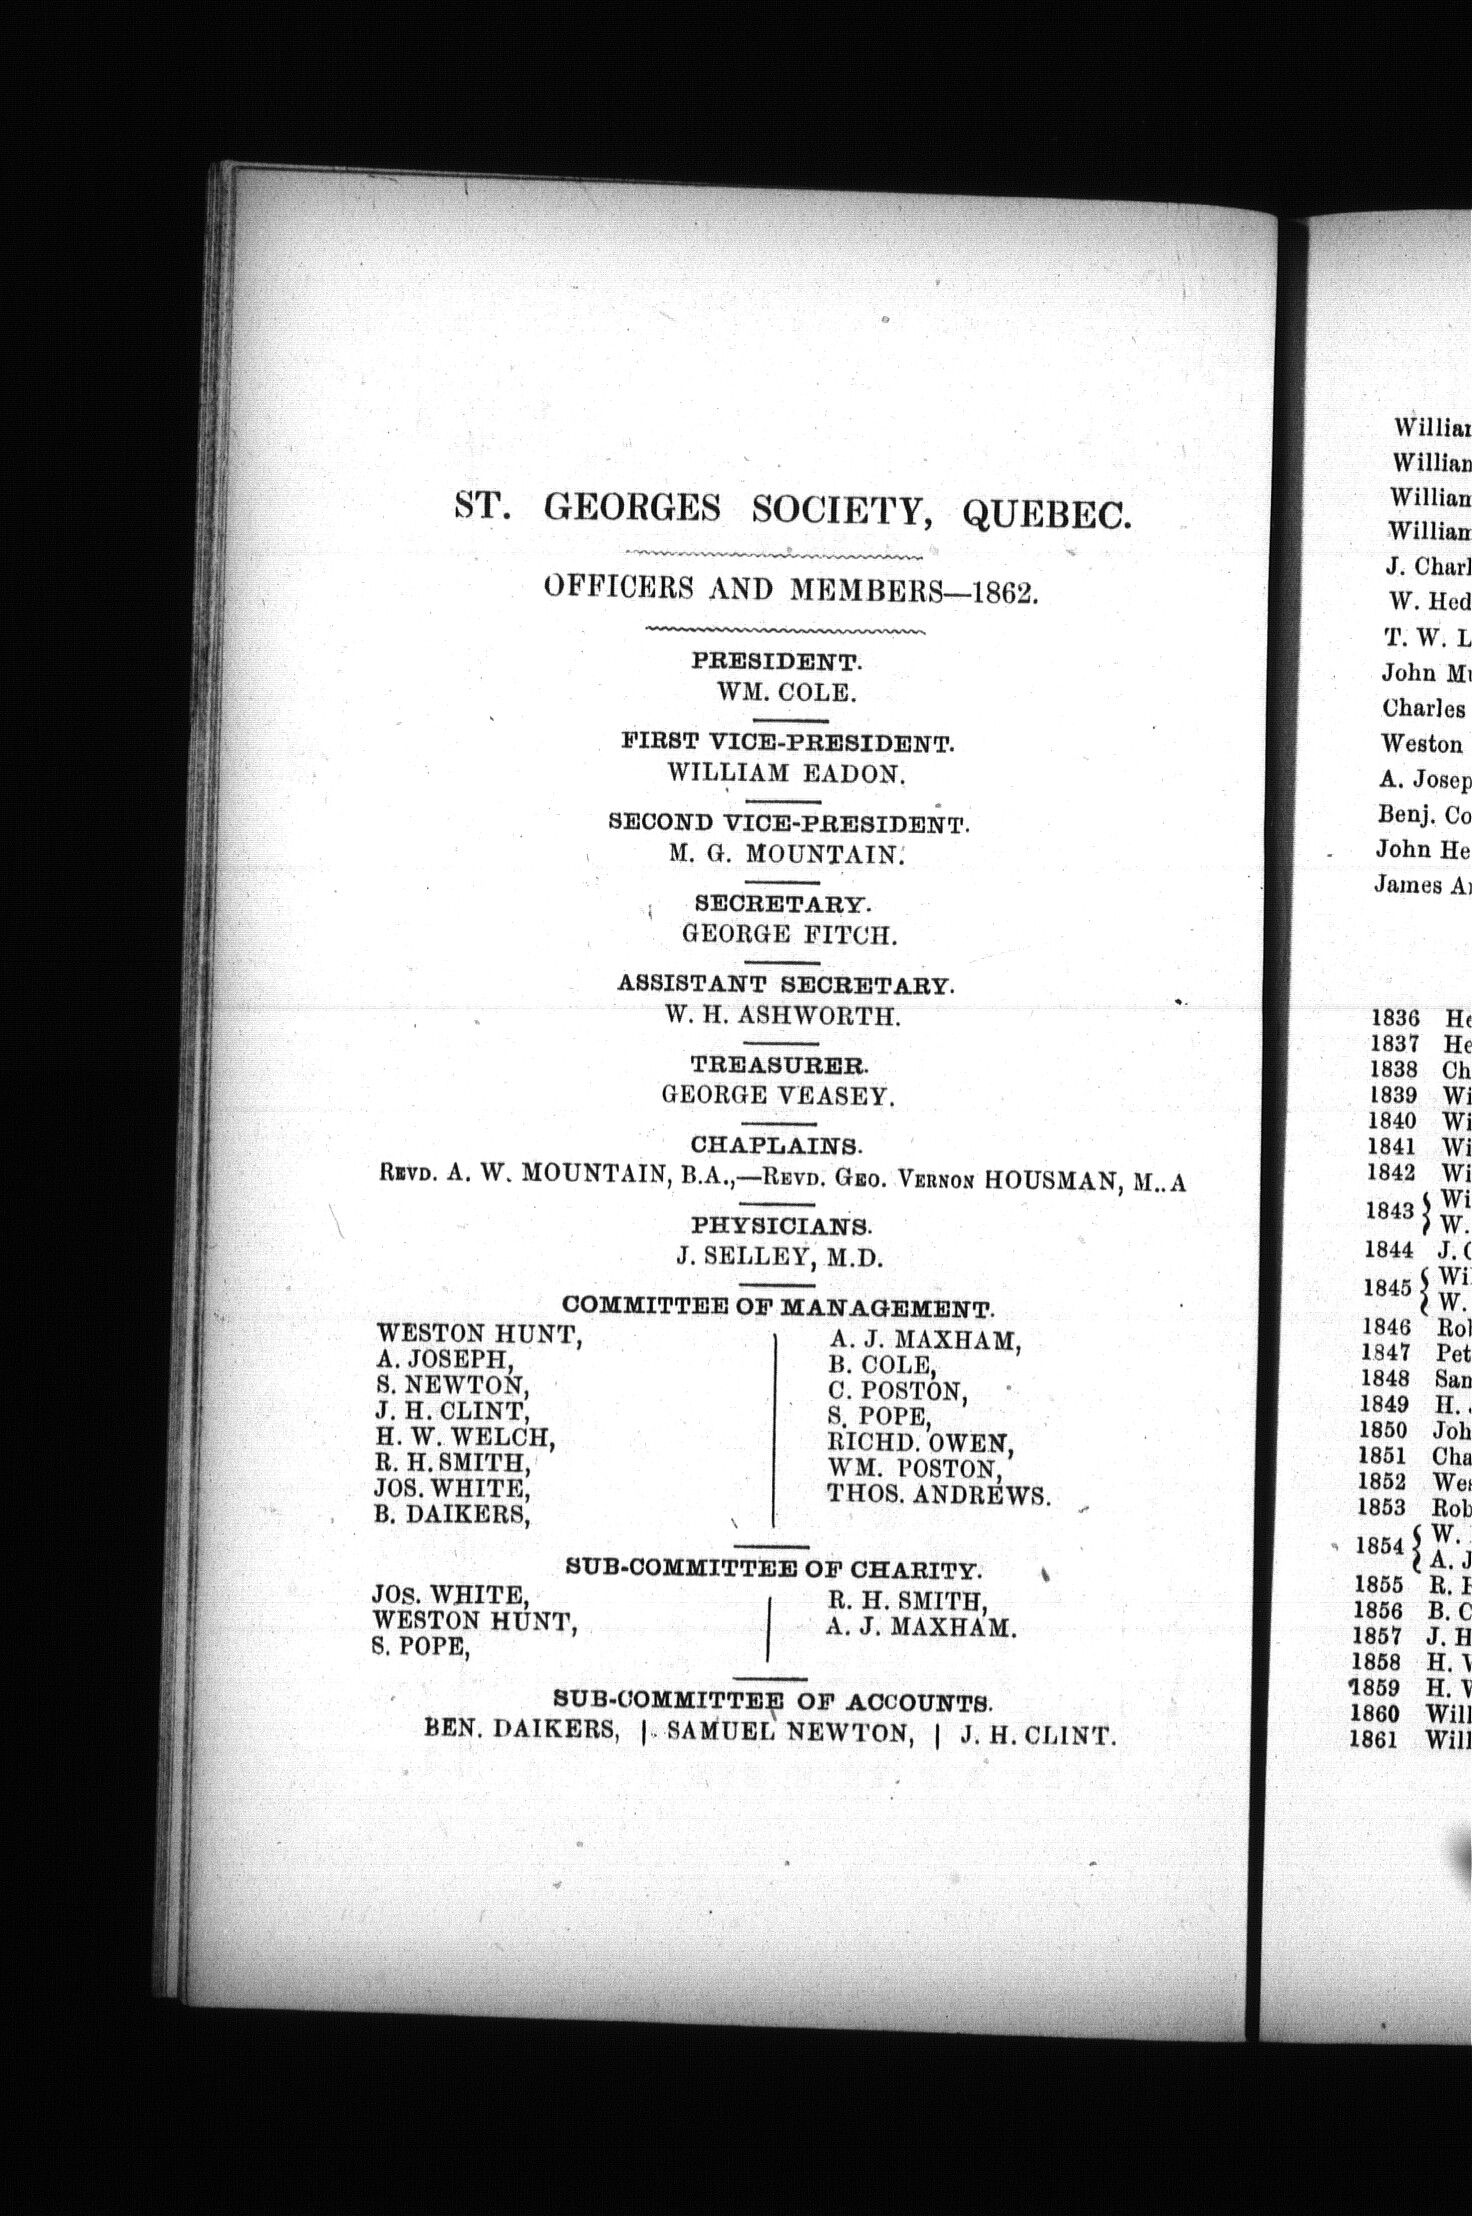 ST. GEORGES SOCIETY, QUEBEC.
OFFICERS AND MEMBERS—1862.
PRESIDENT.
WM. COLE.
FIRST VICE-PRESIDENT.
WILLIAM EADON.
SECOND VICE-PRESIDENT.
M. G. MOUNTAIN.
SECRETARY.
GEORGE FITCH.
ASSISTANT SECRETARY.
W. H. ASHWORTH.
TREASURER.
GEORGE VEASEY.
CHAPLAINS.
REVD. A. W. MOUNTAIN, B.A.,—REVD. GEO. VERNON HOUSMAN, M..A
PHYSICIANS.
J. SELLEY, M.D.
COMMITTEE OF MANAGEMENT.
WESTON HUNT,
A. JOSEPH,
S. NEWTON,
J. H. CLINT,
H. W. WELCH,
R. H. SMITH,
JOS. WHITE,
B. DAIKERS,
A. J. MAXHAM,
B. COLE,
C. POSTON,
S. POPE,
RICHD. OWEN,
WM. POSTON,
THOS. ANDREWS.
SUB-COMMITTEE OF CHARITY.
JOS. WHITE,
WESTON HUNT,
S. POPE,
R. H. SMITH,
A. J. MAXHAM.
SUB-COMMITTEE OF ACCOUNTS.
BEN. DAIKERS, | SAMUEL NEWTON, | J. H. CLINT.
J.
W.
T. W.
John
Charles
Weston
A.
Benj.
John
James
1836
1837
1838
1839
1840
1841
1842
1843
W.
1844 J.
1845
W.
1846
1847
1848
1849 H.
1850
1851
1852
1853
1854 W.
A.
1855 R.
1856 B.
1857 J.
1858 H.
1859 H.
1860
1861